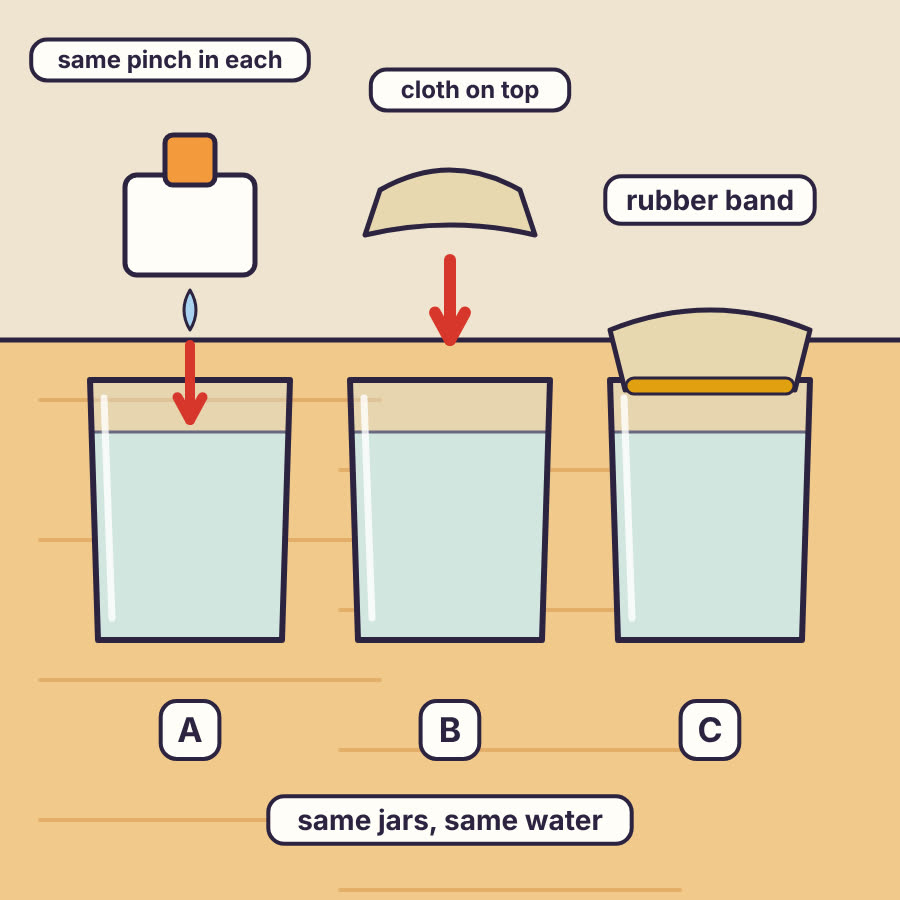 same pinch in each
cloth on top
rubber band
A
B
C
same jars, same water